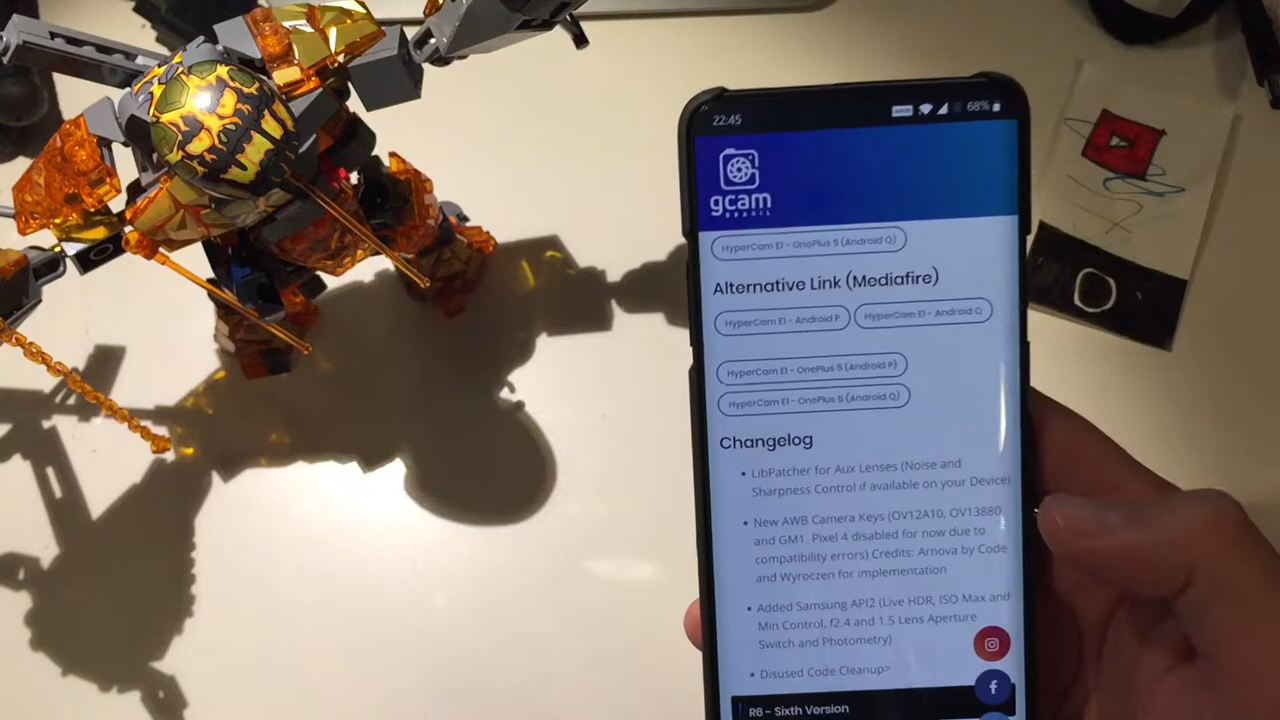 22:45
68%
gcam
BRASIL
HyperCam E1 - OnePlus 5 (Android Q)
Alternative Link (Mediafire)
HyperCam E1 - Android P
HyperCam E1 - Android Q
HyperCam E1 - OnePlus 5 (Android P)
HyperCam E1 - OnePlus 5 (Android Q)
Changelog
• LibPatcher for Aux Lenses (Noise and
Sharpness Control if available on your Device)
• New AWB Camera Keys (OV12A10, OV13880
and GM1. Pixel 4 disabled for now due to
compatibility errors) Credits: Arnova by Code
and Wyroczen for implementation
• Added Samsung API2 (Live HDR, ISO Max and
Min Control, f2.4 and 1.5 Lens Aperture
Switch and Photometry)
• Disused Code Cleanup>
R6 - Sixth Version